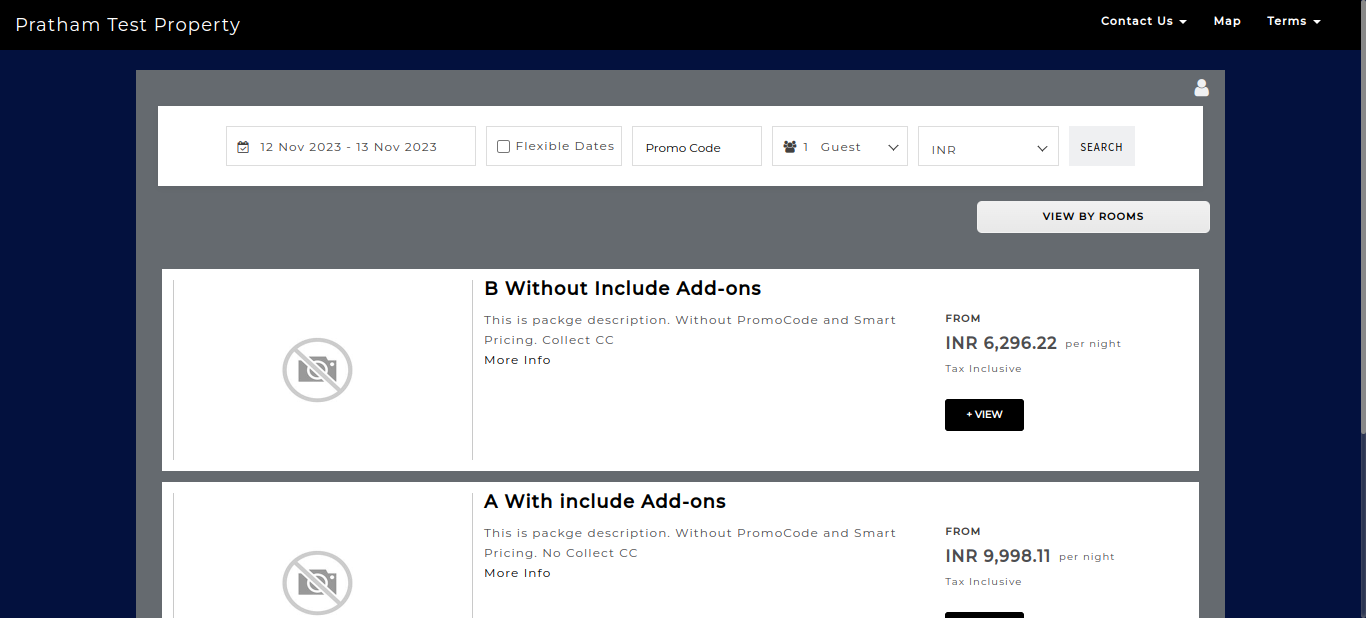 Pratham Test Property
Contact Us Map Terms
12 Nov 2023 - 13 Nov 2023 Flexible Dates Promo Code 1 Guest INR SEARCH
VIEW BY ROOMS
B Without Include Add-ons
This is packge description. Without PromoCode and Smart
Pricing. Collect CC
More Info
FROM
INR 6,296.22 per night
Tax Inclusive
+ VIEW
A With include Add-ons
This is packge description. Without PromoCode and Smart
Pricing. No Collect CC
More Info
FROM
INR 9,998.11 per night
Tax Inclusive